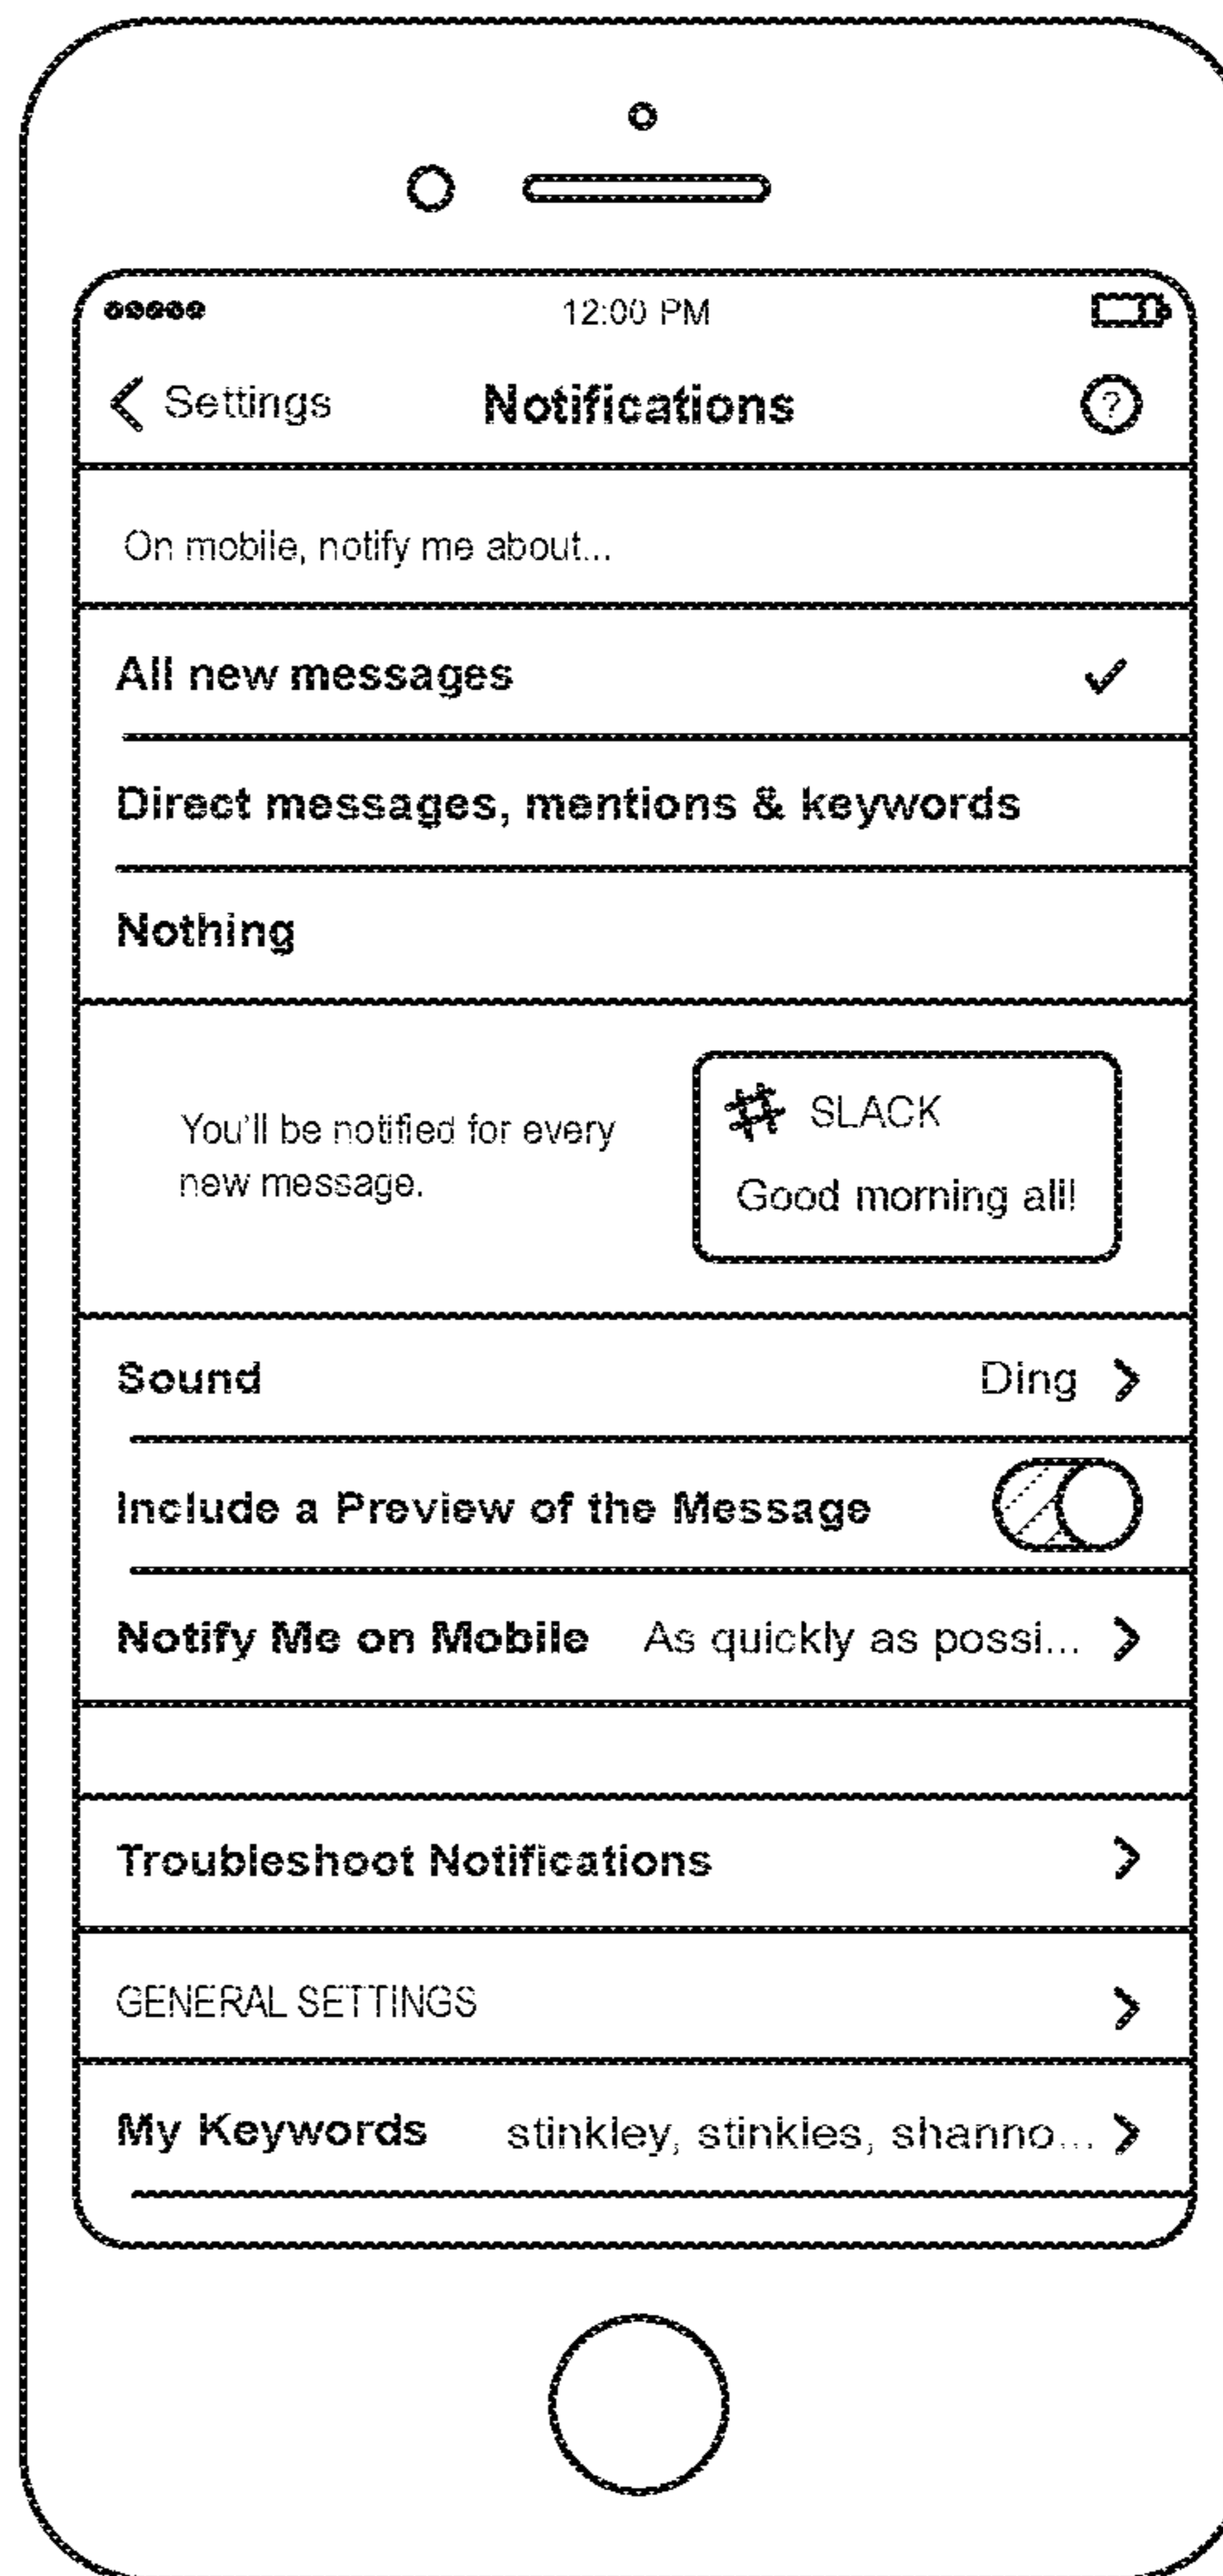 12:00 PM
Settings Notifications ?
On mobile, notify me about...
All new messages
Direct messages, mentions & keywords
Nothing
You'll be notified for every
new message.
SLACK
Good morning all!
Sound Ding
Include a Preview of the Message
Notify Me on Mobile As quickly as possi...
Troubleshoot Notifications
GENERAL SETTINGS
My Keywords stinkley, stinkles, shanno...